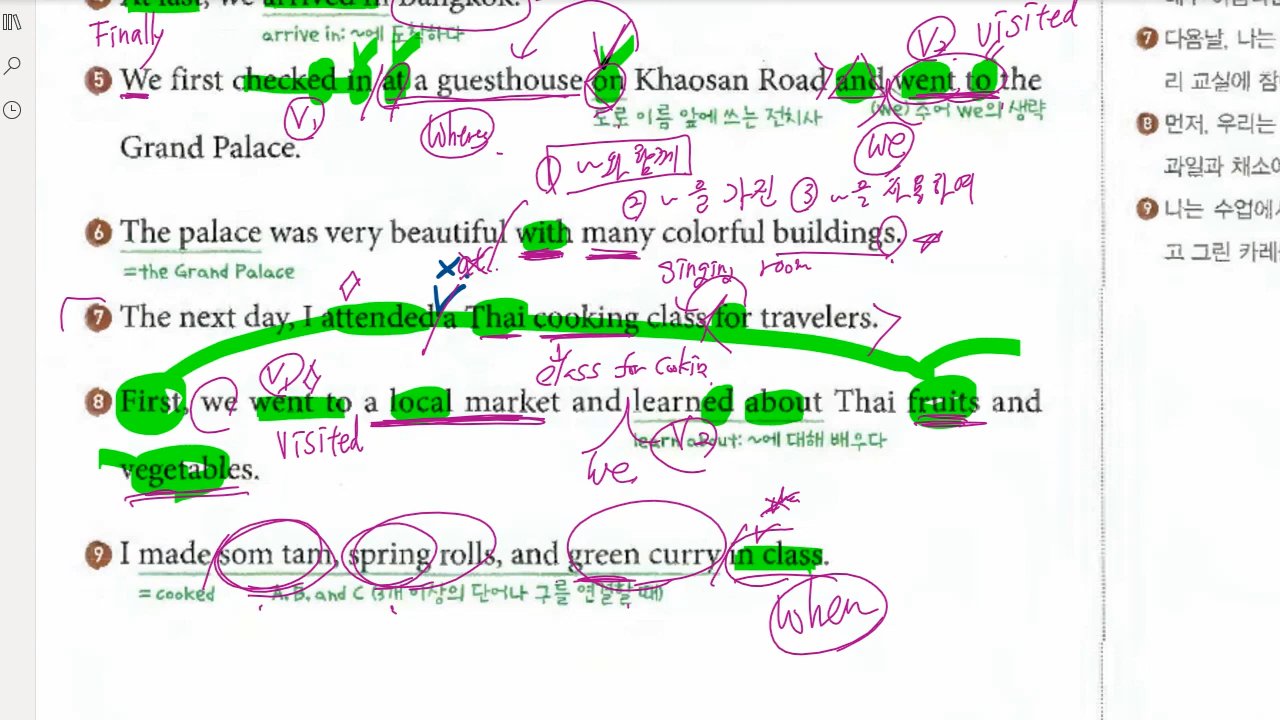 At last, we arrived in Bangkok.
Finally
arrive in: ~에 도착하다
visited
V₂
5 We first checked in at a guesthouse on Khaosan Road and went to the
V₁
where
도로 이름 앞에 쓰는 전치사
(we) 주어 we의 생략
we
Grand Palace.
① ~와 함께
② ~을 가진 ③ ~을 사용하여
6 The palace was very beautiful with many colorful buildings.
=the Grand Palace
singing room
7 The next day, I attended a Thai cooking class for travelers.
class for
V₁
8 First, we went to a local market and learned about Thai fruits and
visited
learn about: ~에 대해 배우다
V₂
we
vegetables.
9 I made som tam, spring rolls, and green curry in class.
= cooked
A, B, and C (3개 이상의 단어나 구를 연결할 때)
when
7 다음날, 나는
리 교실에 참
8 먼저, 우리는
과일과 채소에
9 나는 수업에서
고 그린 카레